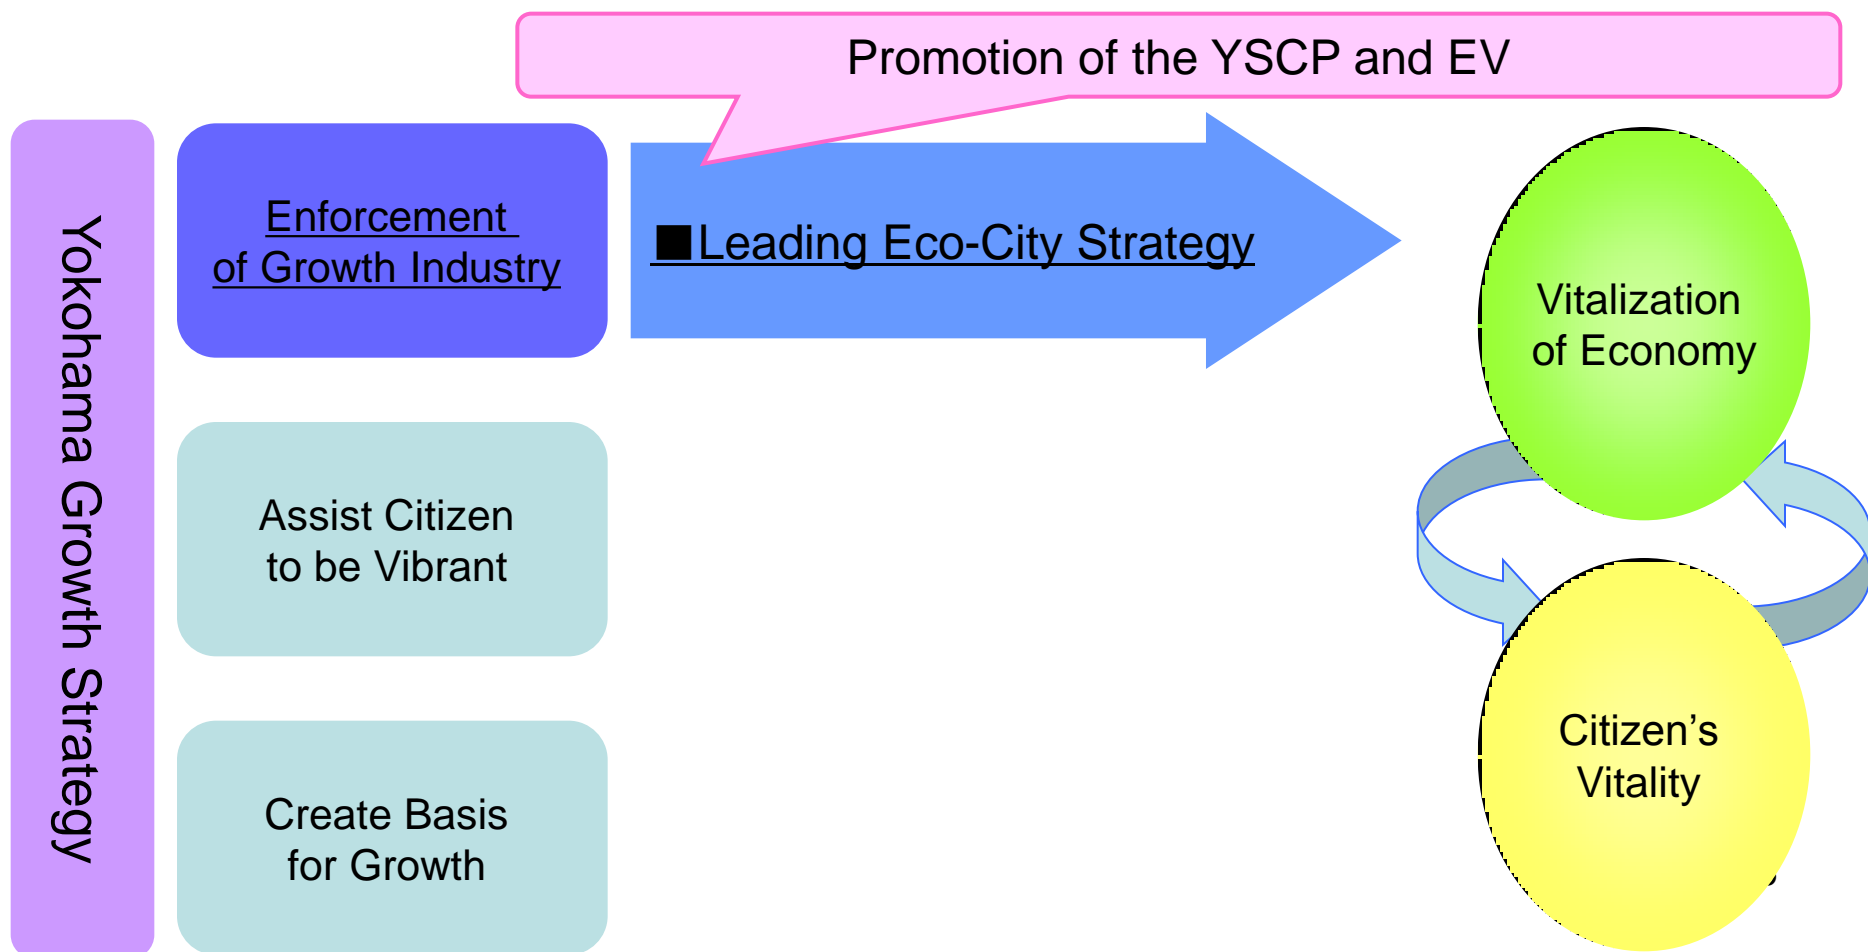 Promotion of the YSCP and EV
Yokohama Growth Strategy
Enforcement
of Growth Industry
■Leading Eco-City Strategy
Vitalization
of Economy
Assist Citizen
to be Vibrant
Citizen’s
Vitality
Create Basis
for Growth